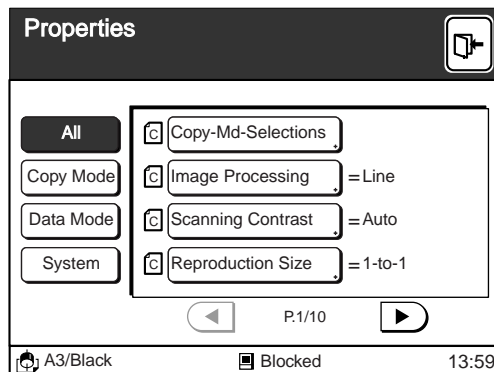 Properties
All
C Copy-Md-Selections
Copy Mode
C Image Processing =Line
Data Mode
C Scanning Contrast =Auto
System
C Reproduction Size =1-to-1
P.1/10
A3/Black Blocked 13:59